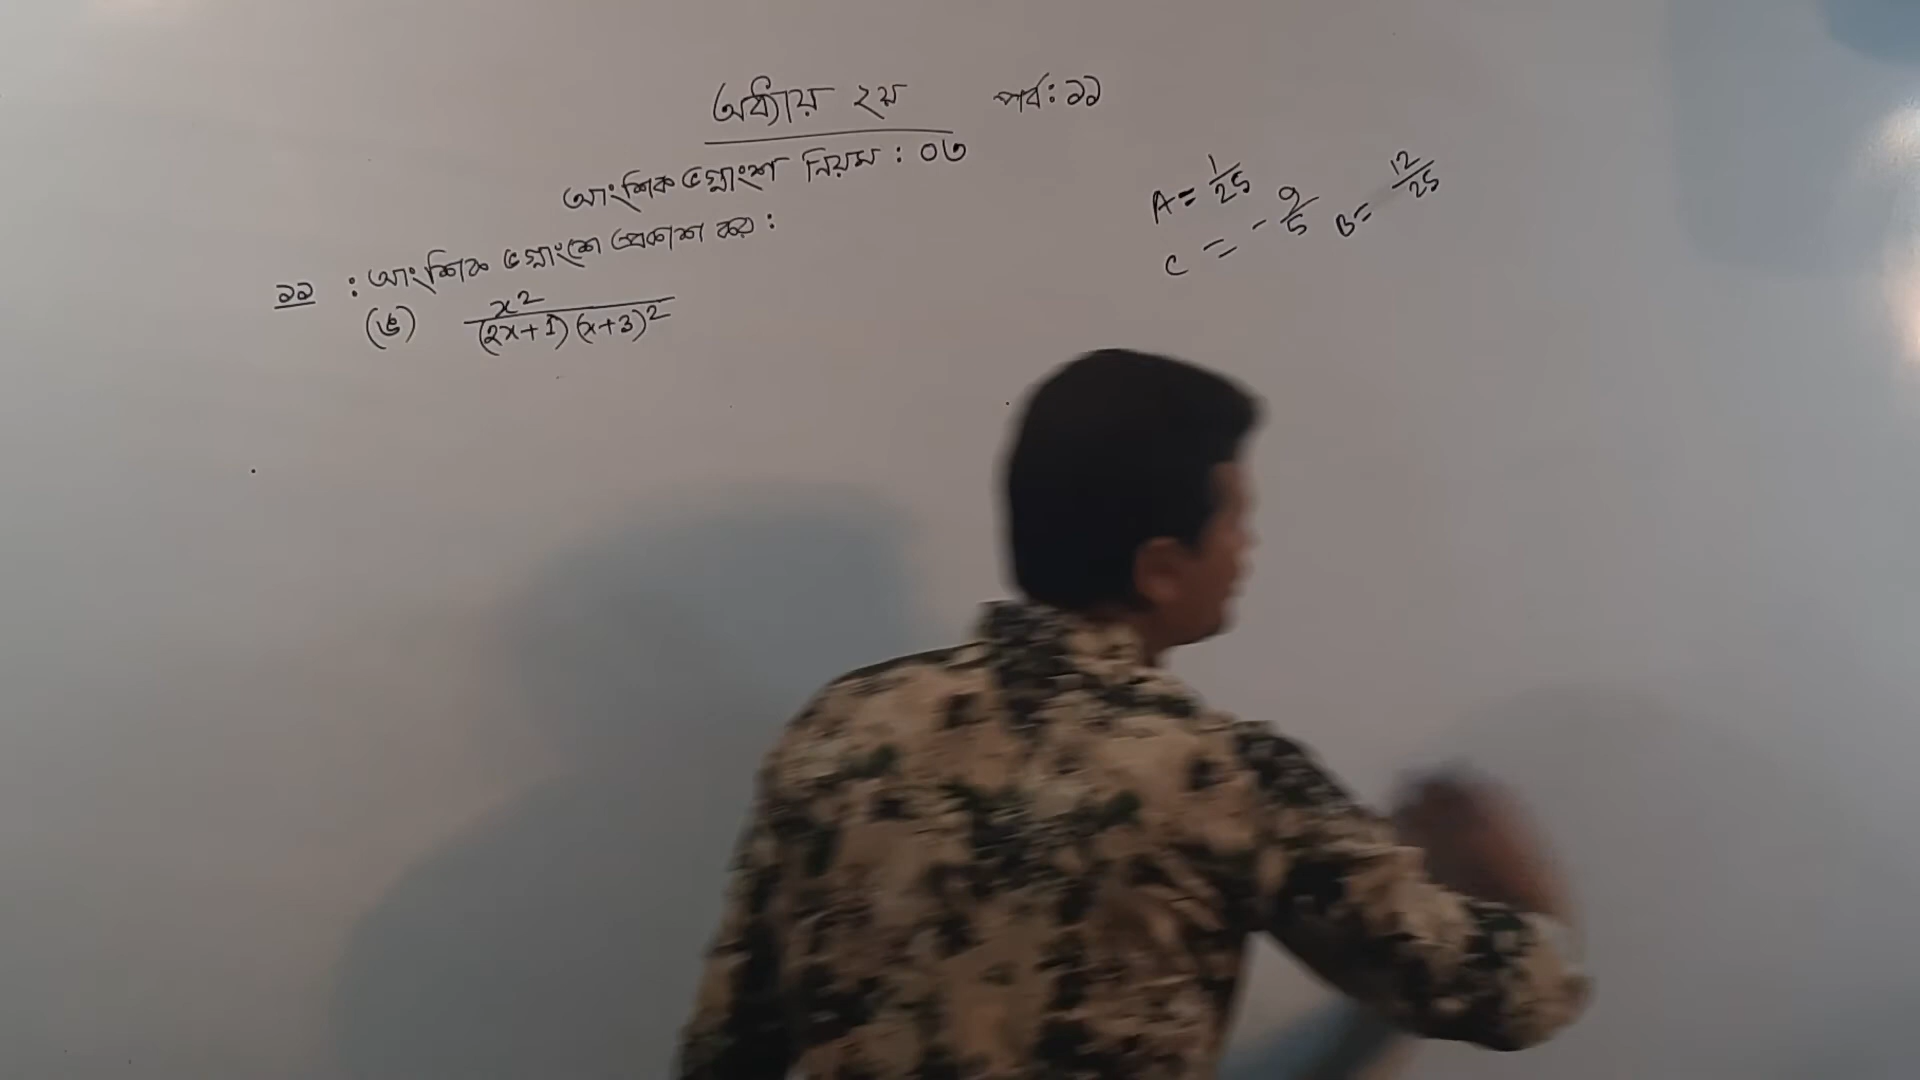 অধ্যায় ২য় পর্ব: ১১
আংশিক ভগ্নাংশ নিয়ম : ০৩
১১ : আংশিক ভগ্নাংশে প্রকাশ কর :
(ঙ) x²/(2x+1)(x+3)²
A = 1/25 B = 12/25
C = - 9/5